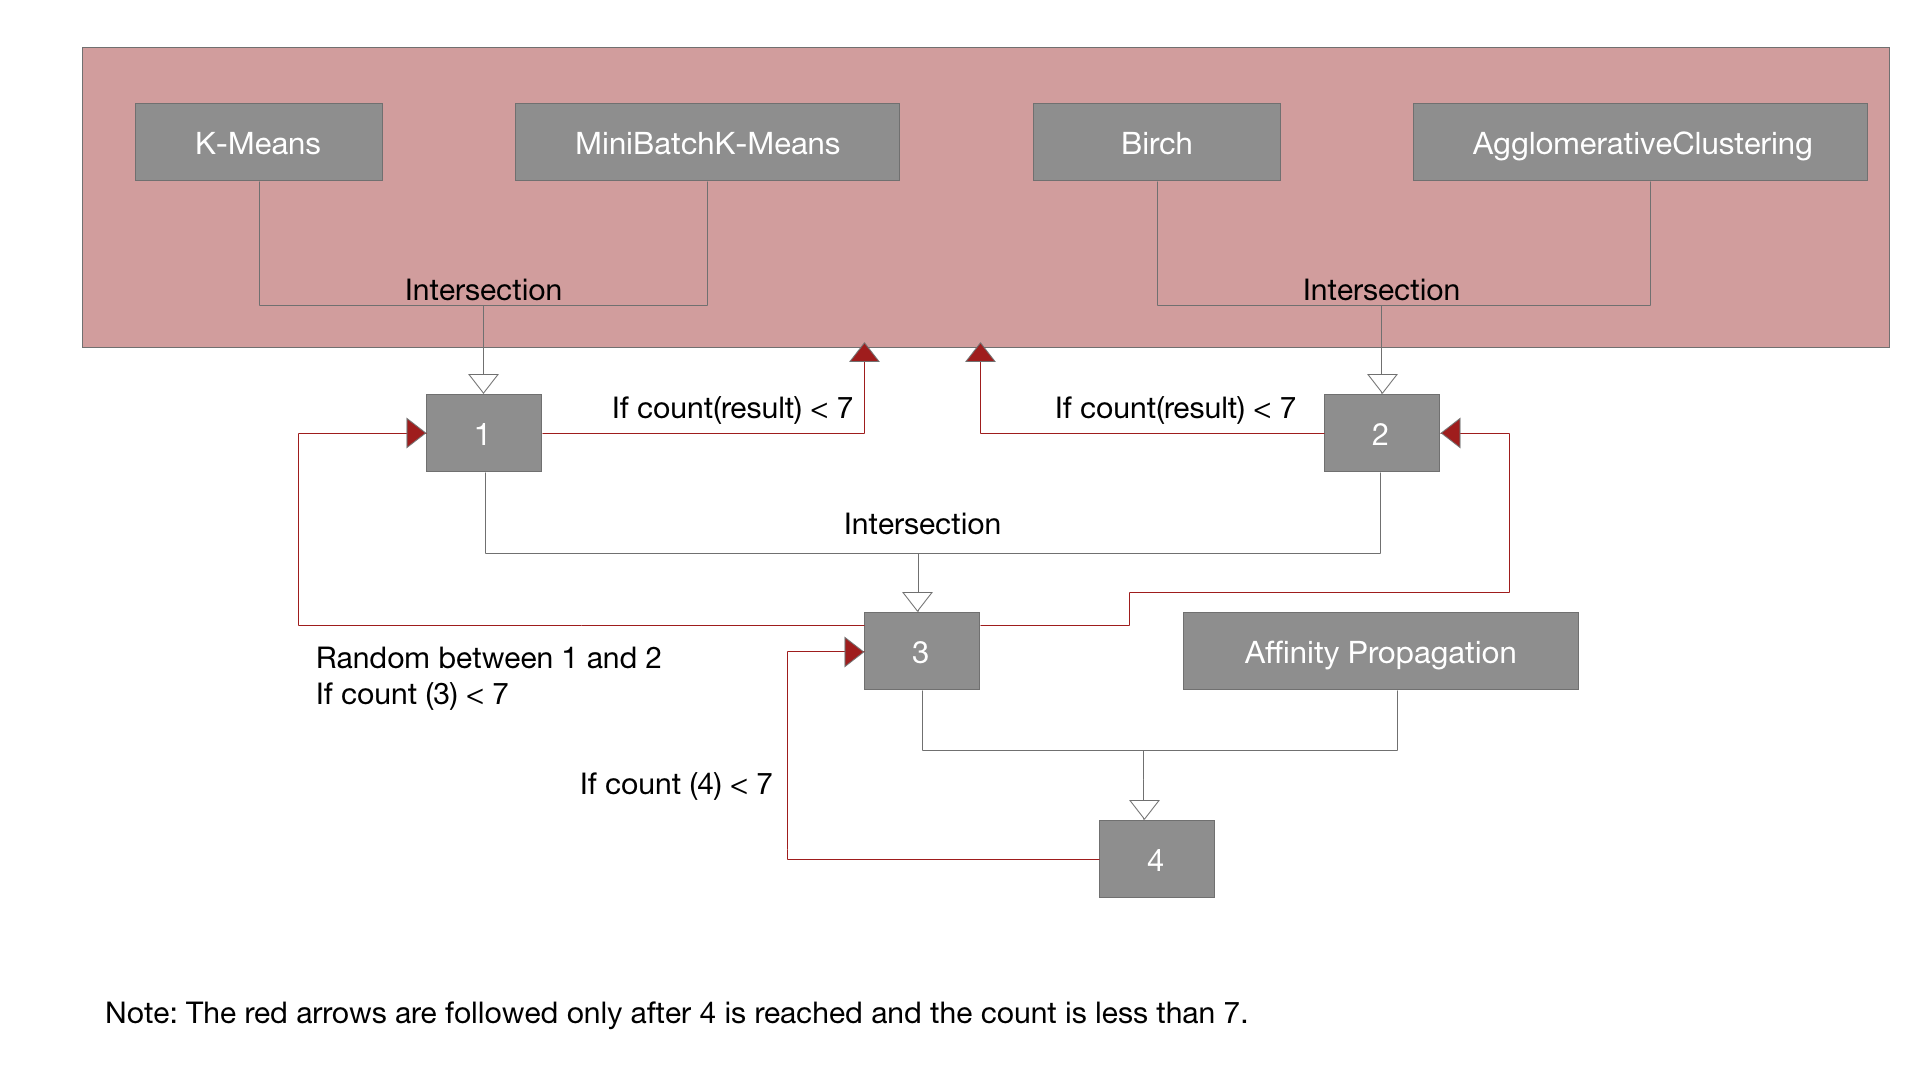 K-Means
MiniBatchK-Means
Birch
AgglomerativeClustering
Intersection
Intersection
If count(result) < 7
If count(result) < 7
1
2
Intersection
3
Affinity Propagation
Random between 1 and 2
If count (3) < 7
If count (4) < 7
4
Note: The red arrows are followed only after 4 is reached and the count is less than 7.